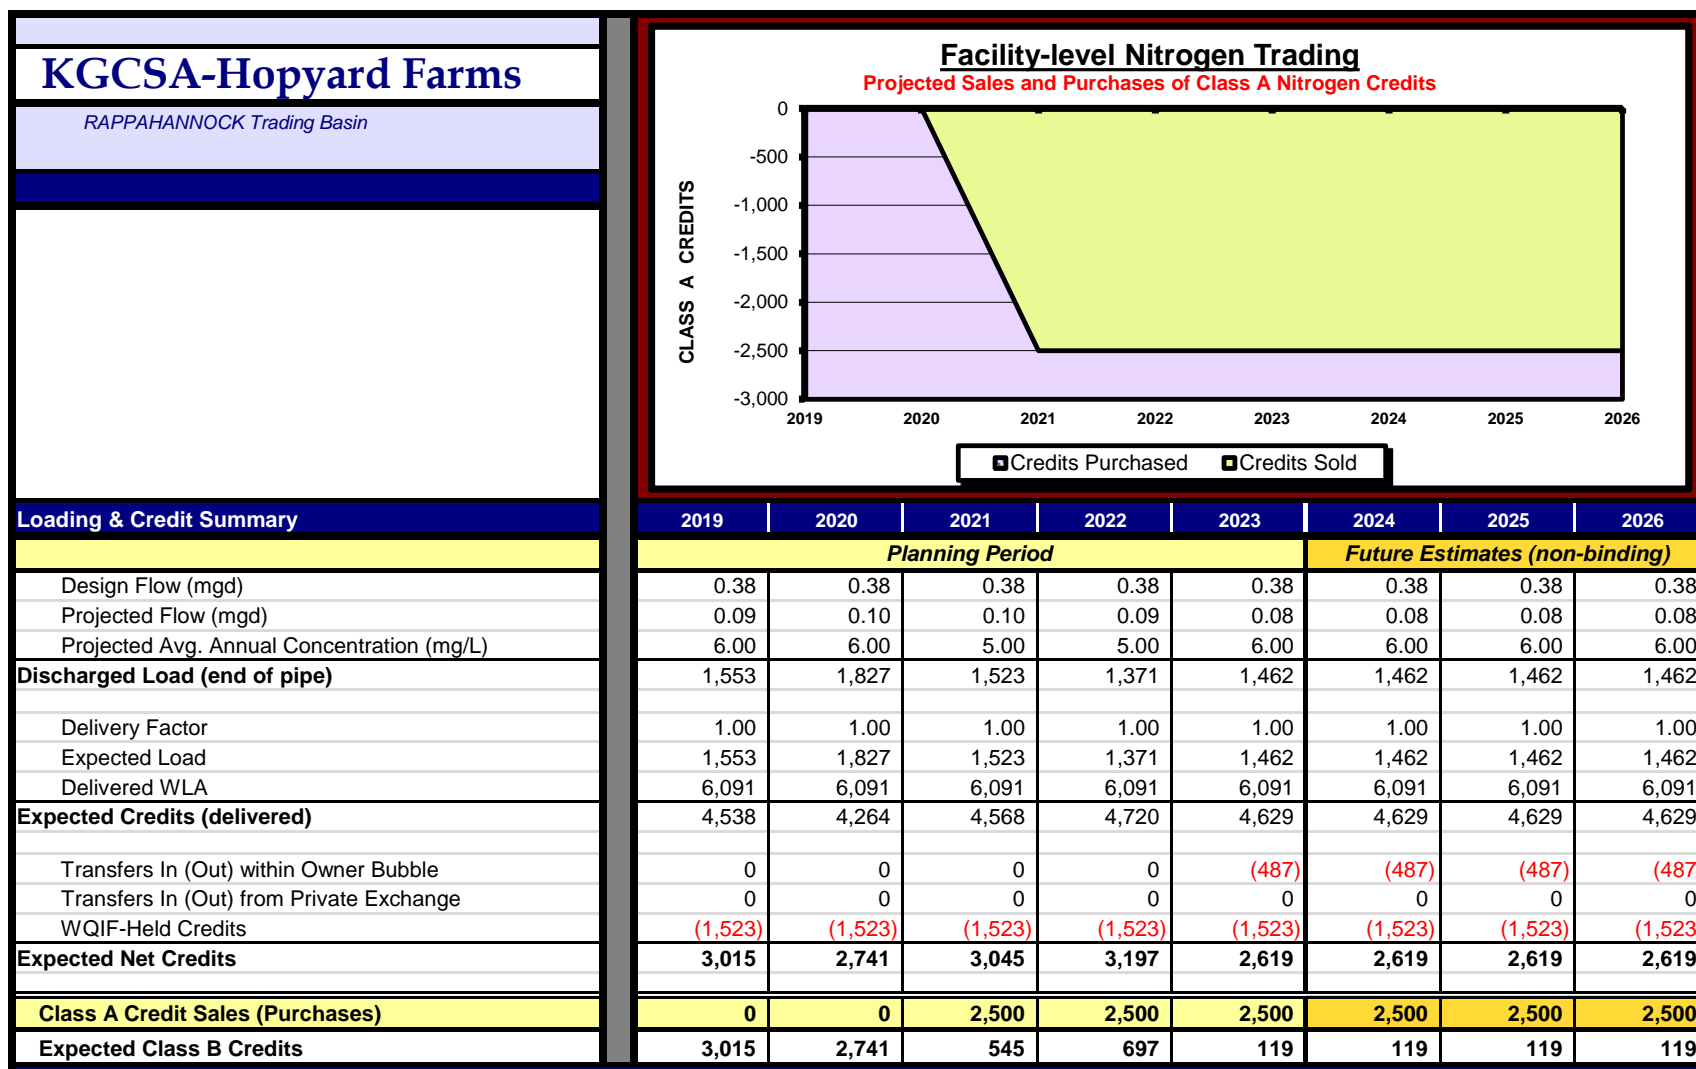 KGCSA-Hopyard Farms
RAPPAHANNOCK Trading Basin
Facility-level Nitrogen Trading
Projected Sales and Purchases of Class A Nitrogen Credits
CLASS A CREDITS
0
-500
-1,000
-1,500
-2,000
-2,500
-3,000
2019 2020 2021 2022 2023 2024 2025 2026
Credits Purchased Credits Sold
Loading & Credit Summary 2019 2020 2021 2022 2023 2024 2025 2026
Planning Period Future Estimates (non-binding)
Design Flow (mgd) 0.38 0.38 0.38 0.38 0.38 0.38 0.38 0.38
Projected Flow (mgd) 0.09 0.10 0.10 0.09 0.08 0.08 0.08 0.08
Projected Avg. Annual Concentration (mg/L) 6.00 6.00 5.00 5.00 6.00 6.00 6.00 6.00
Discharged Load (end of pipe) 1,553 1,827 1,523 1,371 1,462 1,462 1,462 1,462
Delivery Factor 1.00 1.00 1.00 1.00 1.00 1.00 1.00 1.00
Expected Load 1,553 1,827 1,523 1,371 1,462 1,462 1,462 1,462
Delivered WLA 6,091 6,091 6,091 6,091 6,091 6,091 6,091 6,091
Expected Credits (delivered) 4,538 4,264 4,568 4,720 4,629 4,629 4,629 4,629
Transfers In (Out) within Owner Bubble 0 0 0 0 (487) (487) (487) (487
Transfers In (Out) from Private Exchange 0 0 0 0 0 0 0 0
WQIF-Held Credits (1,523) (1,523) (1,523) (1,523) (1,523) (1,523) (1,523) (1,523
Expected Net Credits 3,015 2,741 3,045 3,197 2,619 2,619 2,619 2,619
Class A Credit Sales (Purchases) 0 0 2,500 2,500 2,500 2,500 2,500 2,500
Expected Class B Credits 3,015 2,741 545 697 119 119 119 119